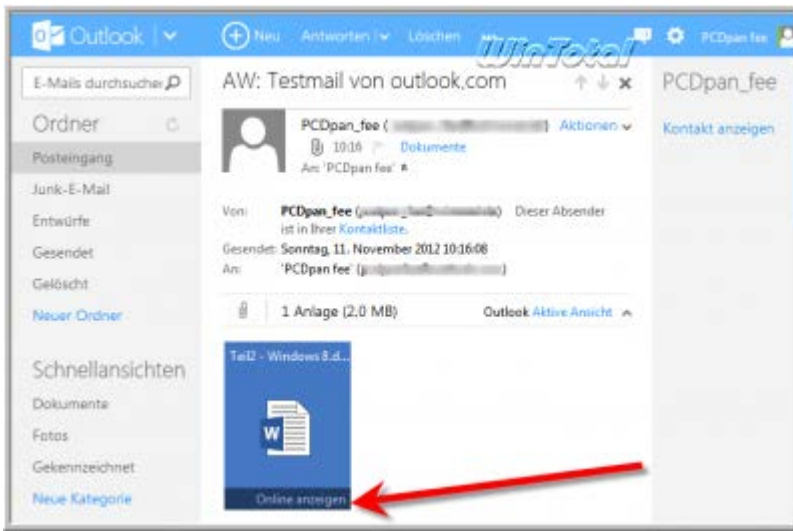 Outlook
Neu Antworten Löschen ...
PCDpan fee
WinTotal
E-Mails durchsuchen
Ordner
Posteingang
Junk-E-Mail
Entwürfe
Gesendet
Gelöscht
Neuer Ordner
Schnellansichten
Dokumente
Fotos
Gekennzeichnet
Neue Kategorie
AW: Testmail von outlook.com
PCDpan_fee ( ) Aktionen
10:16 Dokumente
An: 'PCDpan fee'
Von: PCDpan_fee ( ) Dieser Absender
ist in Ihrer Kontaktliste.
Gesendet: Sonntag, 11. November 2012 10:16:08
An: 'PCDpan fee' ( )
1 Anlage (2,0 MB) Outlook Aktive Ansicht
Teil2 - Windows 8.d...
W
Online anzeigen
PCDpan_fee
Kontakt anzeigen